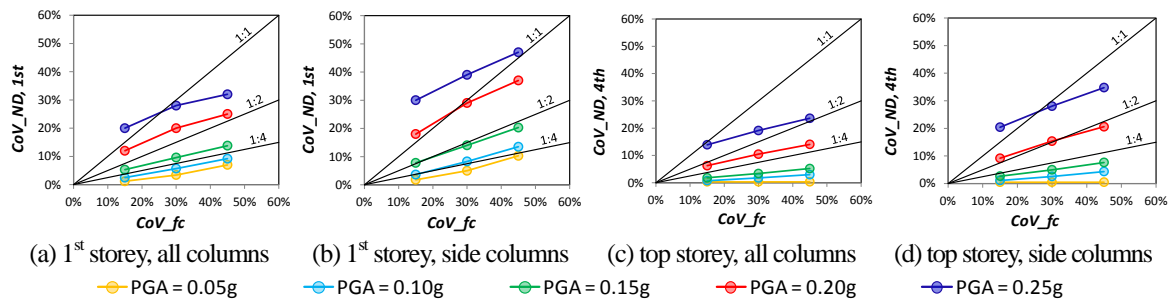 60%
50%
40%
30%
20%
10%
0%
CoV_ND, 1st
1:1
1:2
1:4
0% 10% 20% 30% 40% 50% 60%
CoV_fc
(a) 1st storey, all columns
60%
50%
40%
30%
20%
10%
0%
CoV_ND, 1st
1:1
1:2
1:4
0% 10% 20% 30% 40% 50% 60%
CoV_fc
(b) 1st storey, side columns
60%
50%
40%
30%
20%
10%
0%
CoV_ND, 4th
1:1
1:2
1:4
0% 10% 20% 30% 40% 50% 60%
CoV_fc
(c) top storey, all columns
60%
50%
40%
30%
20%
10%
0%
CoV_ND, 4th
1:1
1:2
1:4
0% 10% 20% 30% 40% 50% 60%
CoV_fc
(d) top storey, side columns
PGA = 0.05g PGA = 0.10g PGA = 0.15g PGA = 0.20g PGA = 0.25g